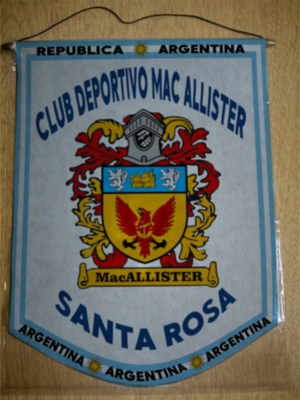 REPUBLICA ARGENTINA
CLUB DEPORTIVO MAC ALLISTER
MacALLISTER
SANTA ROSA
ARGENTINA ARGENTINA ARGENTINA